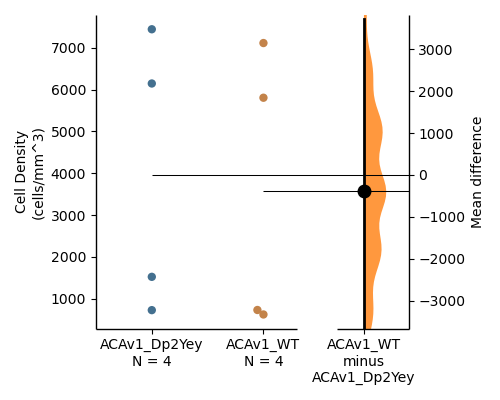 7000
6000
5000
4000
3000
2000
1000
Cell Density
(cells/mm^3)
3000
2000
1000
0
−1000
−2000
−3000
Mean difference
ACAv1_Dp2Yey
N = 4
ACAv1_WT
N = 4
ACAv1_WT
minus
ACAv1_Dp2Yey